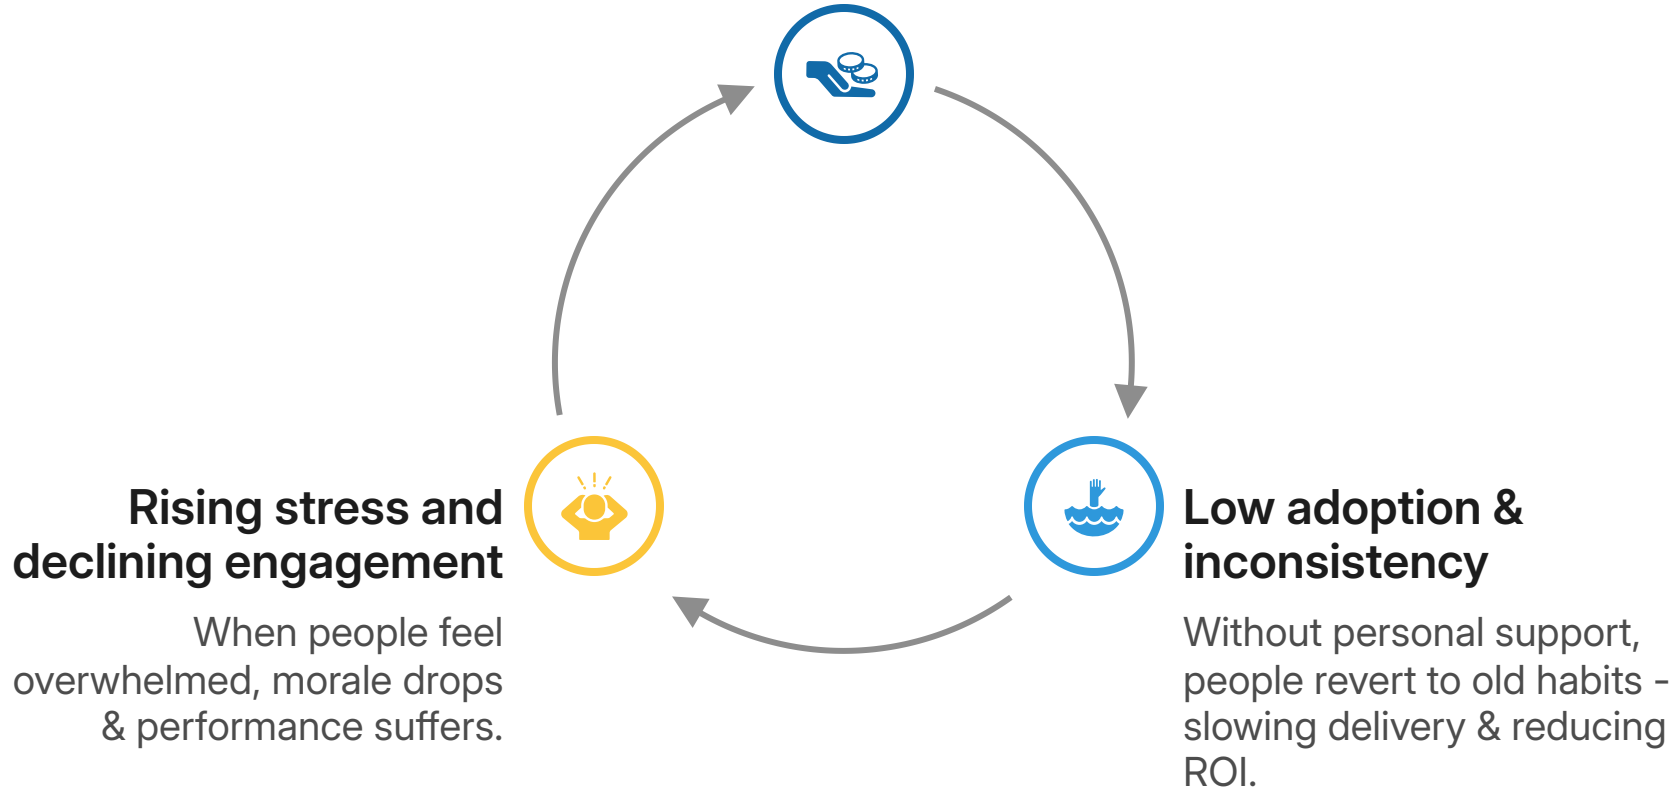 Rising stress and
declining engagement
When people feel
overwhelmed, morale drops
& performance suffers.
Low adoption &
inconsistency
Without personal support,
people revert to old habits -
slowing delivery & reducing
ROI.